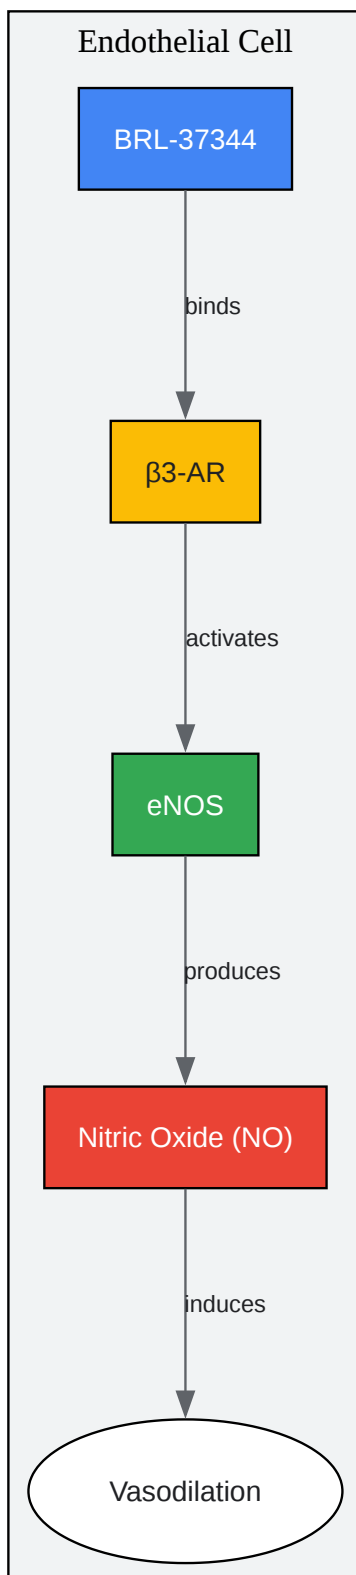 Endothelial Cell
BRL-37344
binds
β3-AR
activates
eNOS
produces
Nitric Oxide (NO)
induces
Vasodilation